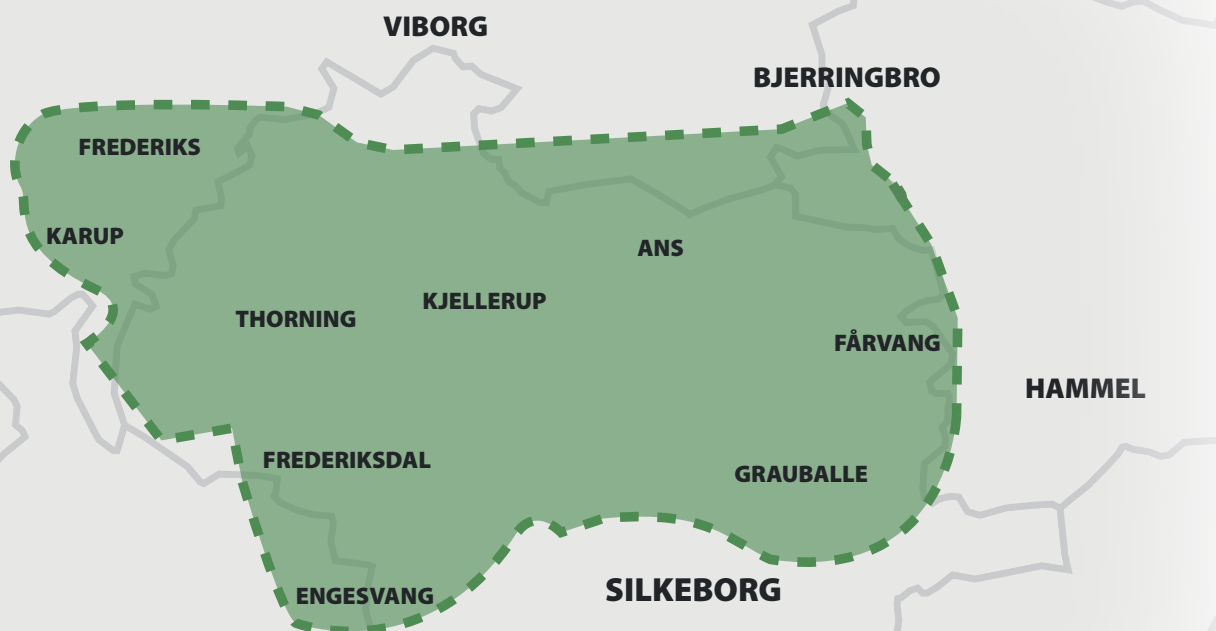 VIBORG
BJERRINGBRO
FREDERIKS
KARUP
ANS
KJELLERUP
THORNING
FÅRVANG
HAMMEL
FREDERIKSDAL
GRAUBALLE
SILKEBORG
ENGESVANG